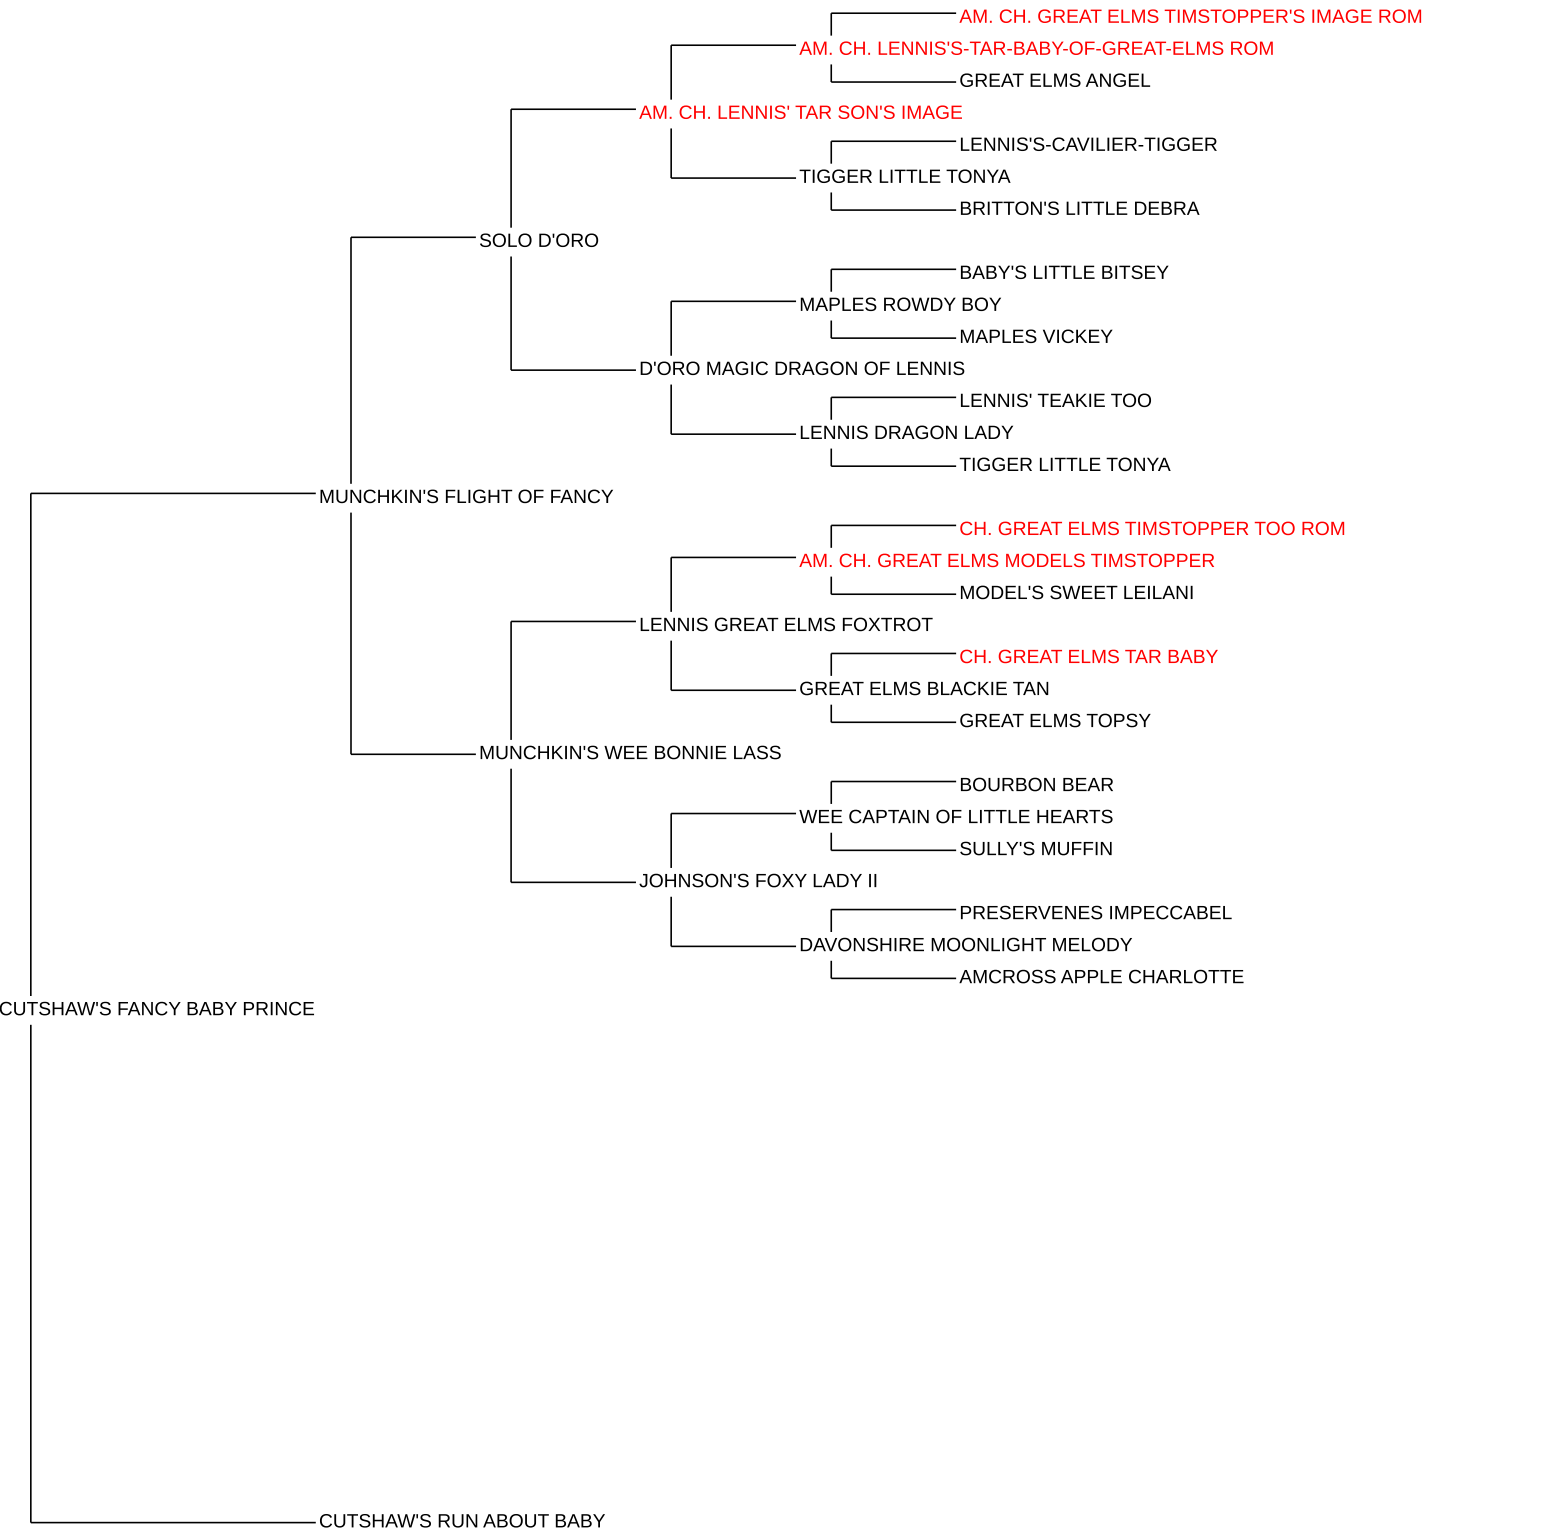 AM. CH. GREAT ELMS TIMSTOPPER'S IMAGE ROM
AM. CH. LENNIS'S-TAR-BABY-OF-GREAT-ELMS ROM
GREAT ELMS ANGEL
AM. CH. LENNIS' TAR SON'S IMAGE
LENNIS'S-CAVILIER-TIGGER
TIGGER LITTLE TONYA
BRITTON'S LITTLE DEBRA
SOLO D'ORO
BABY'S LITTLE BITSEY
MAPLES ROWDY BOY
MAPLES VICKEY
D'ORO MAGIC DRAGON OF LENNIS
LENNIS' TEAKIE TOO
LENNIS DRAGON LADY
TIGGER LITTLE TONYA
MUNCHKIN'S FLIGHT OF FANCY
CH. GREAT ELMS TIMSTOPPER TOO ROM
AM. CH. GREAT ELMS MODELS TIMSTOPPER
MODEL'S SWEET LEILANI
LENNIS GREAT ELMS FOXTROT
CH. GREAT ELMS TAR BABY
GREAT ELMS BLACKIE TAN
GREAT ELMS TOPSY
MUNCHKIN'S WEE BONNIE LASS
BOURBON BEAR
WEE CAPTAIN OF LITTLE HEARTS
SULLY'S MUFFIN
JOHNSON'S FOXY LADY II
PRESERVENES IMPECCABEL
DAVONSHIRE MOONLIGHT MELODY
AMCROSS APPLE CHARLOTTE
CUTSHAW'S FANCY BABY PRINCE
CUTSHAW'S RUN ABOUT BABY